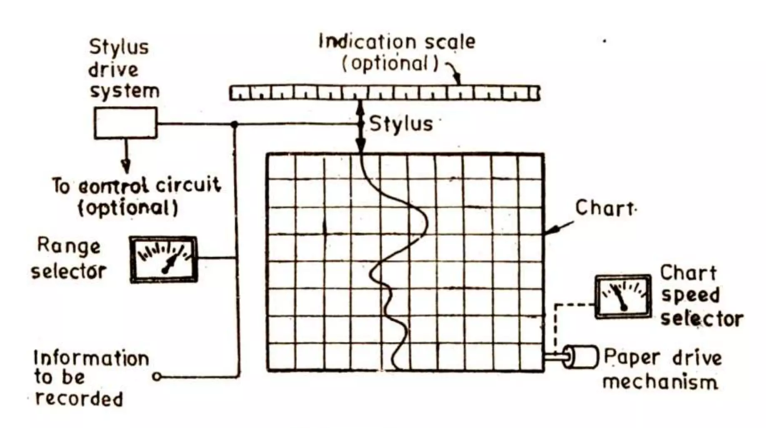 Stylus
drive
system
Indication scale
(optional)
Stylus
To control circuit
(optional)
Range
selector
Chart
Chart
speed
selector
Information
to be
recorded
Paper drive
mechanism